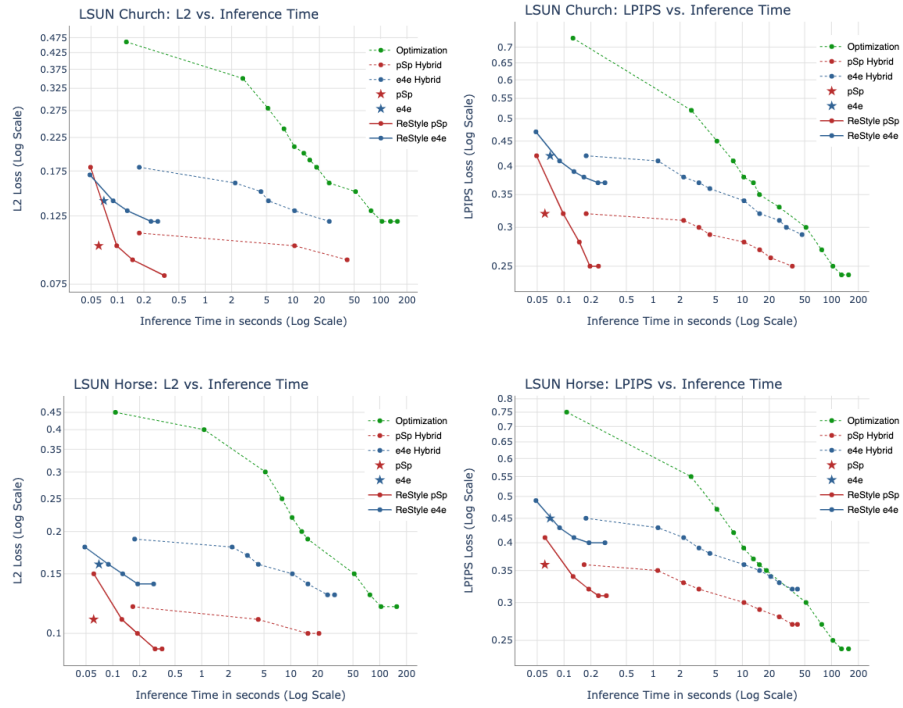 LSUN Church: L2 vs. Inference Time
L2 Loss (Log Scale)
0.475
0.425
0.375
0.325
0.275
0.225
0.175
0.125
0.075
0.05 0.1 0.2 0.5 1 2 5 10 20 50 100 200
Inference Time in seconds (Log Scale)
Optimization
pSp Hybrid
e4e Hybrid
pSp
e4e
ReStyle pSp
ReStyle e4e
LSUN Church: LPIPS vs. Inference Time
LPIPS Loss (Log Scale)
0.7
0.65
0.6
0.55
0.5
0.45
0.4
0.35
0.3
0.25
0.05 0.1 0.2 0.5 1 2 5 10 20 50 100 200
Inference Time in seconds (Log Scale)
Optimization
pSp Hybrid
e4e Hybrid
pSp
e4e
ReStyle pSp
ReStyle e4e
LSUN Horse: L2 vs. Inference Time
L2 Loss (Log Scale)
0.45
0.4
0.35
0.3
0.25
0.2
0.15
0.1
0.05 0.1 0.2 0.5 1 2 5 10 20 50 100 200
Inference Time in seconds (Log Scale)
Optimization
pSp Hybrid
e4e Hybrid
pSp
e4e
ReStyle pSp
ReStyle e4e
LSUN Horse: LPIPS vs. Inference Time
LPIPS Loss (Log Scale)
0.8
0.75
0.7
0.65
0.6
0.55
0.5
0.45
0.4
0.35
0.3
0.25
0.05 0.1 0.2 0.5 1 2 5 10 20 50 100 200
Inference Time in seconds (Log Scale)
Optimization
pSp Hybrid
e4e Hybrid
pSp
e4e
ReStyle pSp
ReStyle e4e